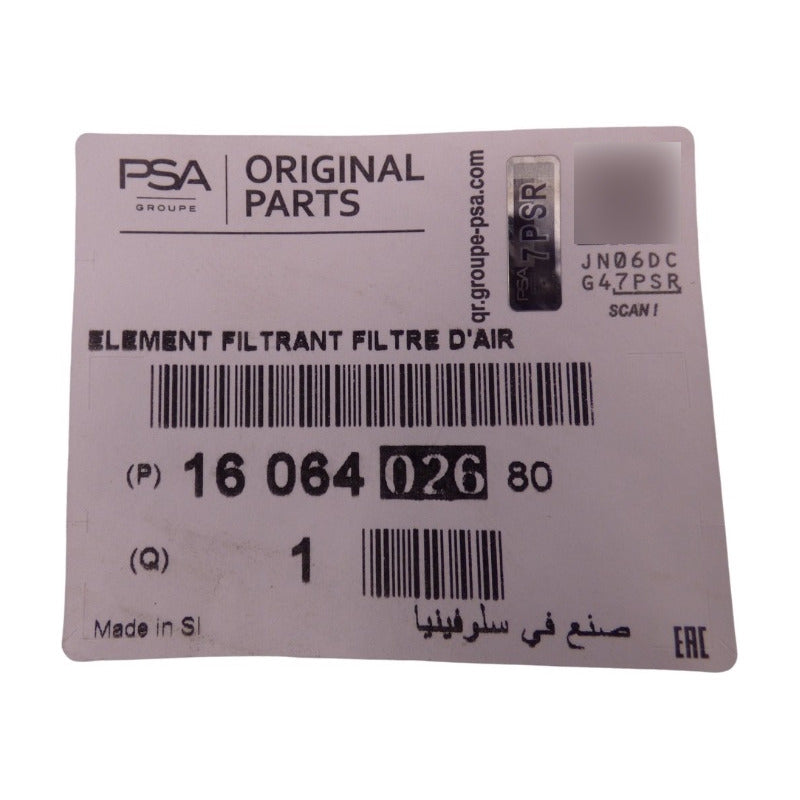 PSA
GROUPE
ORIGINAL
PARTS
qr.groupe-psa.com
PSA 7PSR
JN06DC
G47PSR
SCAN!
ELEMENT FILTRANT FILTRE D'AIR
(P) 16 064 026 80
(Q) 1
Made in SI
صنع في سلوفينيا
EAC